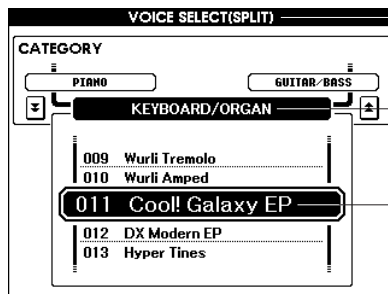 VOICE SELECT(SPLIT)
CATEGORY
PIANO
GUITAR/BASS
KEYBOARD/ORGAN
009 Wurli Tremolo
010 Wurli Amped
011 Cool! Galaxy EP
012 DX Modern EP
013 Hyper Tines